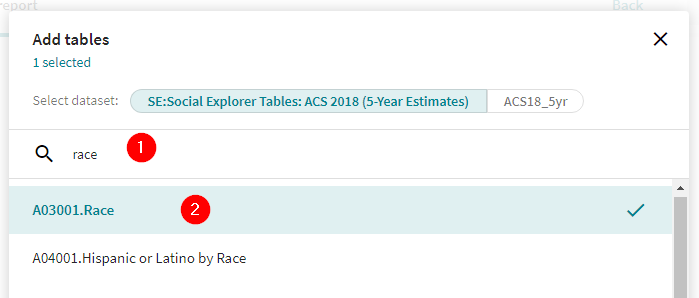 report
Back
Add tables
1 selected
Select dataset: SE:Social Explorer Tables: ACS 2018 (5-Year Estimates) ACS18_5yr
race 1
A03001.Race 2
A04001.Hispanic or Latino by Race